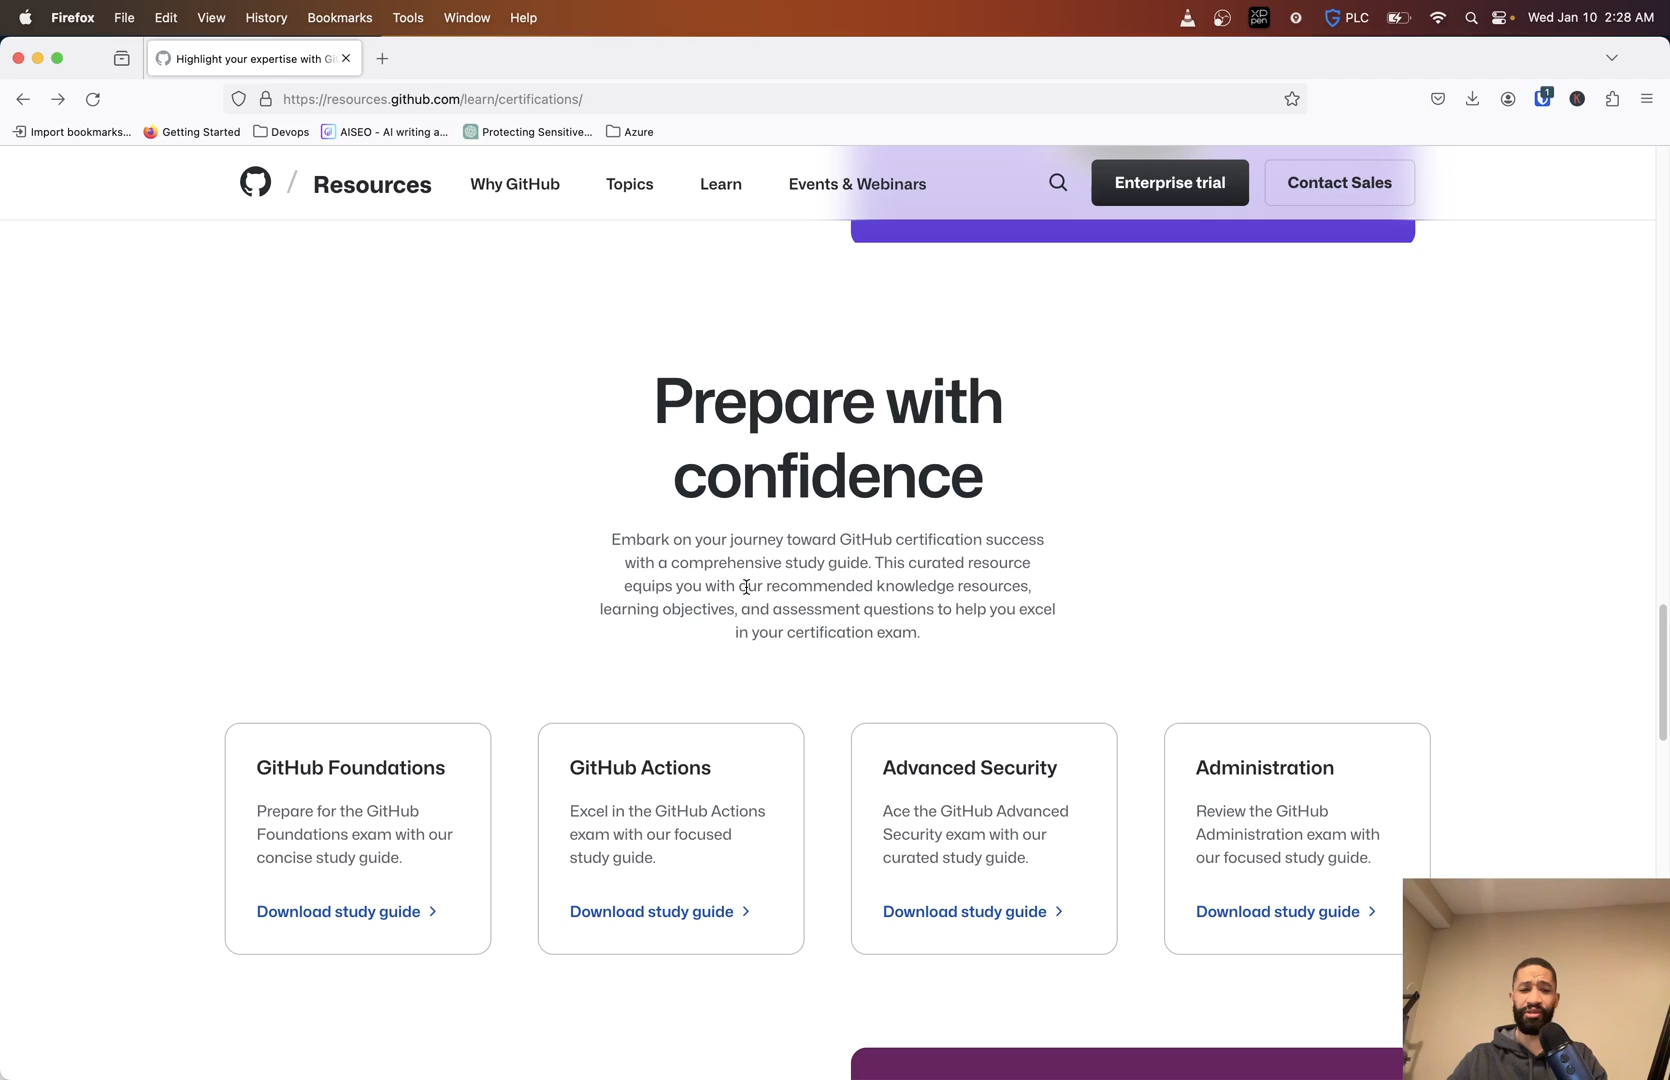 Firefox File Edit View History Bookmarks Tools Window Help
XP pen
PLC
Wed Jan 10 2:28 AM
Highlight your expertise with Gi
https://resources.github.com/learn/certifications/
1
K
Import bookmarks... Getting Started Devops AISEO - AI writing a... Protecting Sensitive... Azure
/ Resources Why GitHub Topics Learn Events & Webinars Enterprise trial Contact Sales
Prepare with
confidence
Embark on your journey toward GitHub certification success
with a comprehensive study guide. This curated resource
equips you with our recommended knowledge resources,
learning objectives, and assessment questions to help you excel
in your certification exam.
GitHub Foundations
Prepare for the GitHub
Foundations exam with our
concise study guide.
Download study guide
GitHub Actions
Excel in the GitHub Actions
exam with our focused
study guide.
Download study guide
Advanced Security
Ace the GitHub Advanced
Security exam with our
curated study guide.
Download study guide
Administration
Review the GitHub
Administration exam with
our focused study guide.
Download study guide